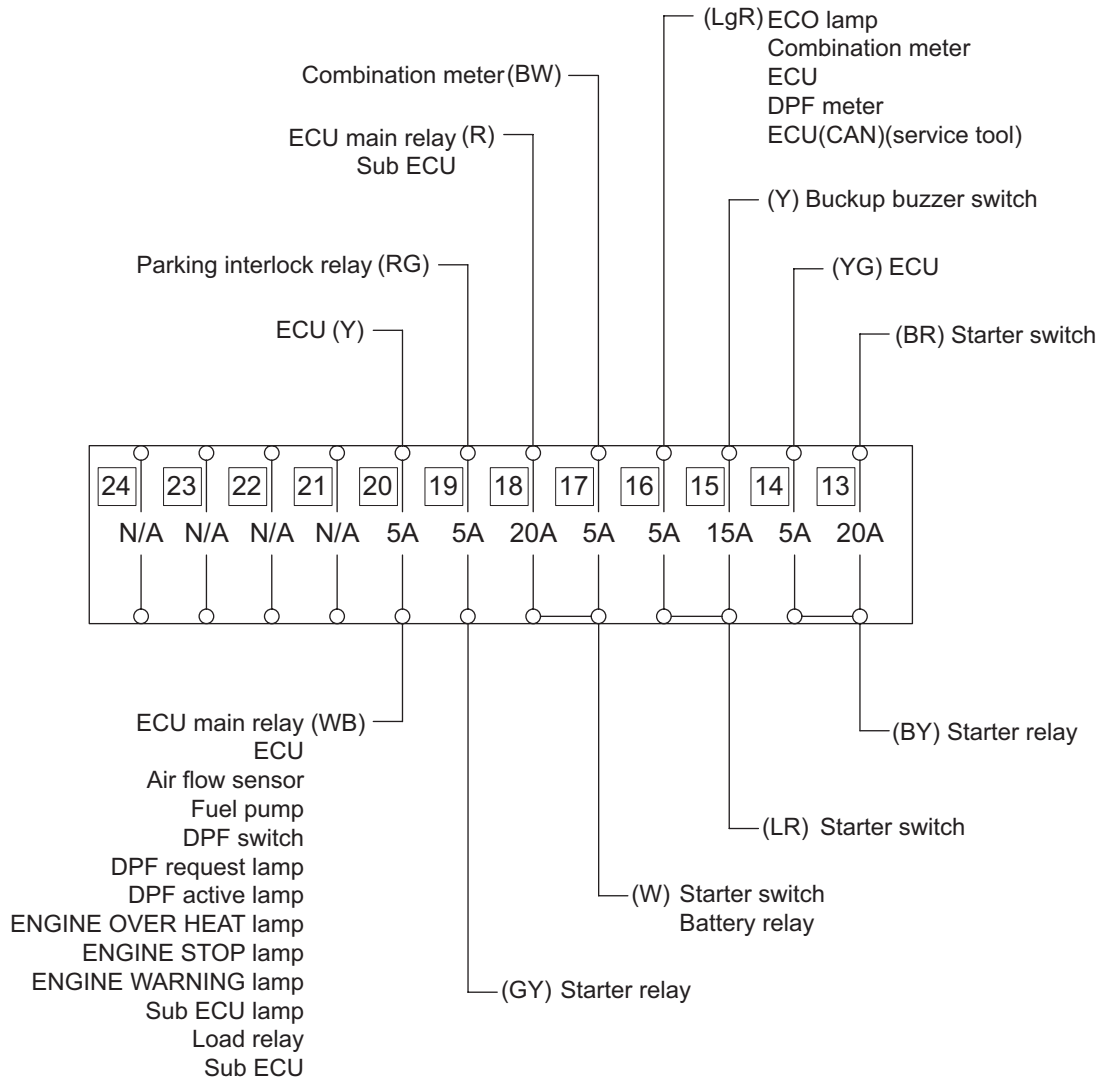 (LgR) ECO lamp
Combination meter
ECU
DPF meter
ECU(CAN)(service tool)
Combination meter (BW)
ECU main relay (R)
Sub ECU
(Y) Buckup buzzer switch
Parking interlock relay (RG)
(YG) ECU
ECU (Y)
(BR) Starter switch
24 23 22 21 20 19 18 17 16 15 14 13
N/A N/A N/A N/A 5A 5A 20A 5A 5A 15A 5A 20A
ECU main relay (WB)
ECU
Air flow sensor
Fuel pump
DPF switch
DPF request lamp
DPF active lamp
ENGINE OVER HEAT lamp
ENGINE STOP lamp
ENGINE WARNING lamp
Sub ECU lamp
Load relay
Sub ECU
(BY) Starter relay
(LR) Starter switch
(W) Starter switch
Battery relay
(GY) Starter relay